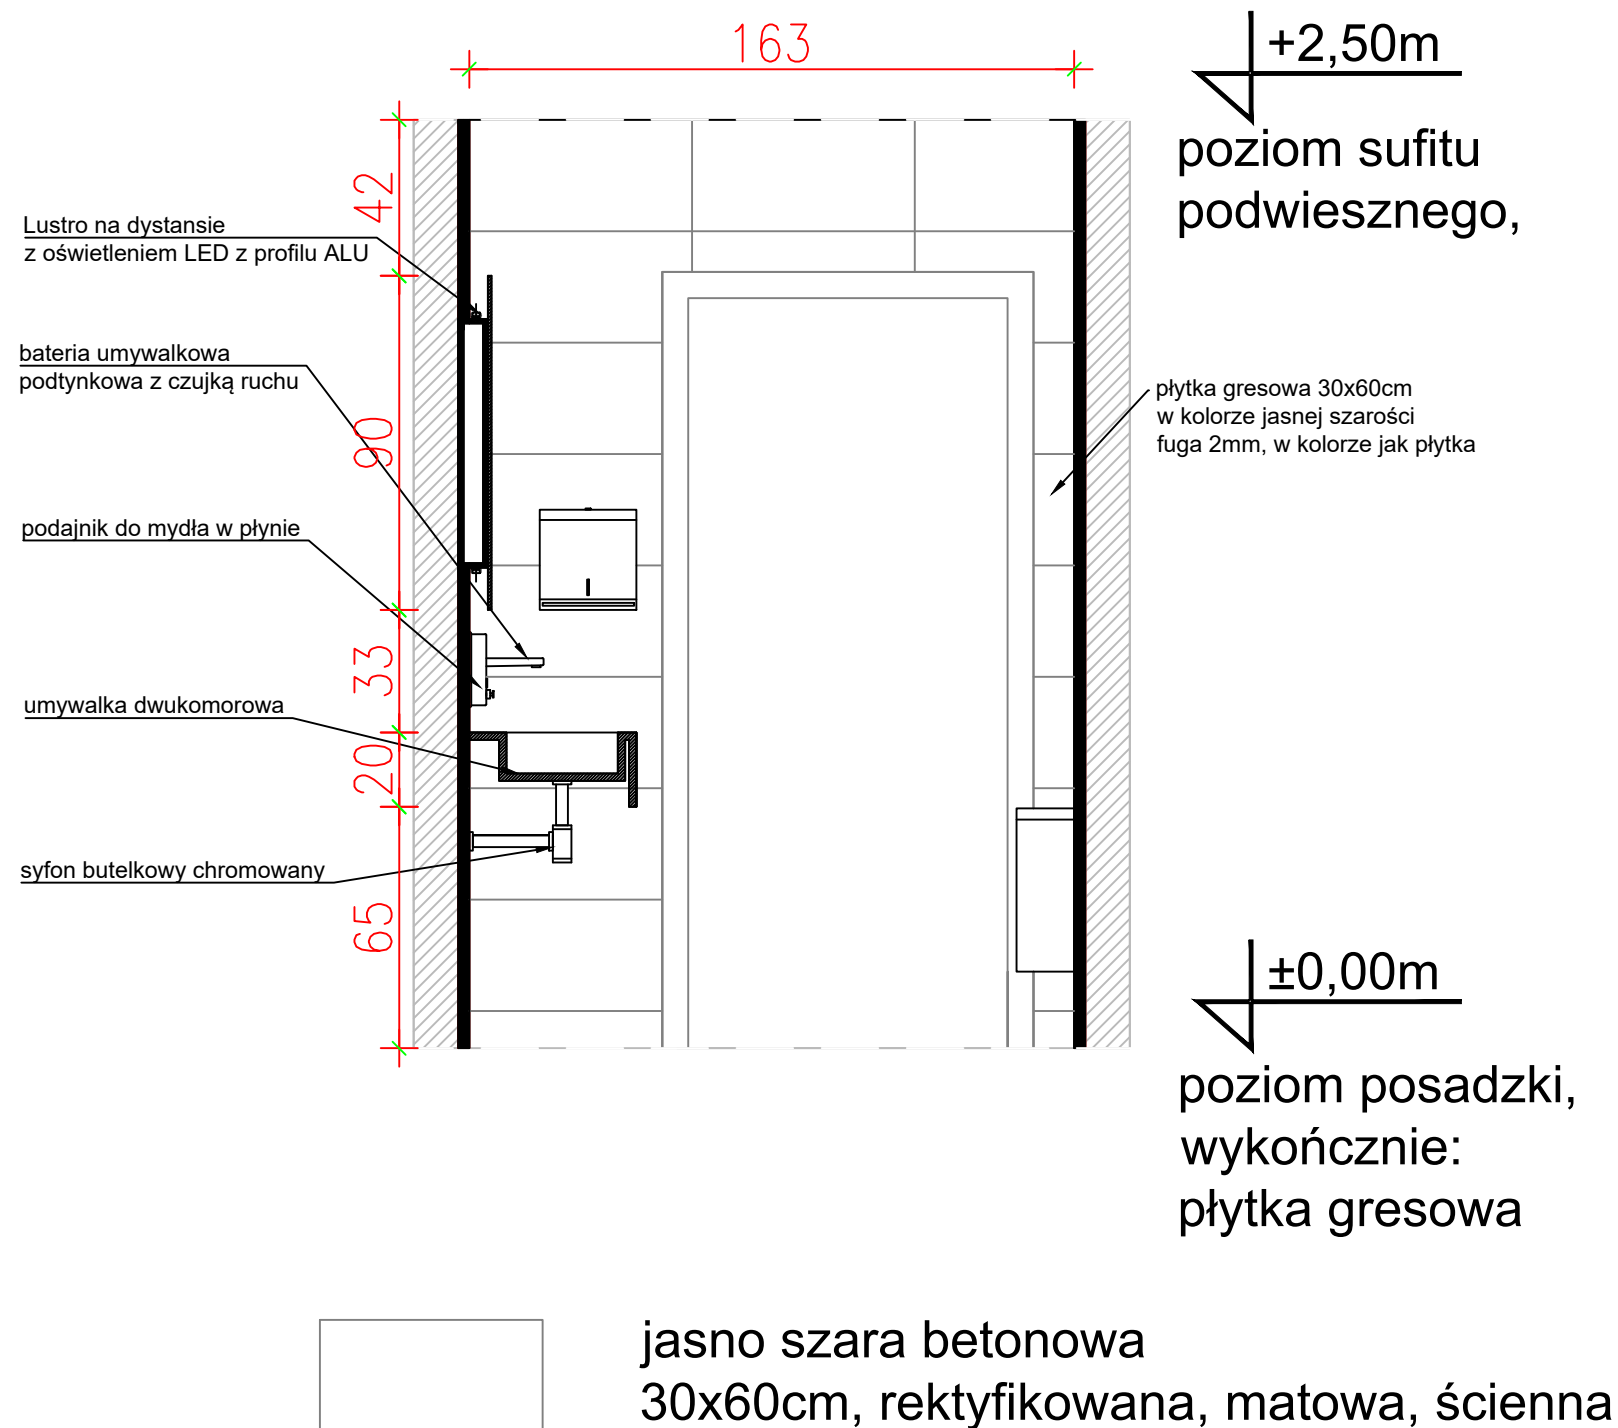 163
+2,50m
poziom sufitu
podwiesznego,
42
Lustro na dystansie
z oświetleniem LED z profilu ALU
bateria umywalkowa
podtynkowa z czujką ruchu
90
płytka gresowa 30x60cm
w kolorze jasnej szarości
fuga 2mm, w kolorze jak płytka
podajnik do mydła w płynie
33
umywalka dwukomorowa
20
syfon butelkowy chromowany
65
±0,00m
poziom posadzki,
wykończnie:
płytka gresowa
jasno szara betonowa
30x60cm, rektyfikowana, matowa, ścienna